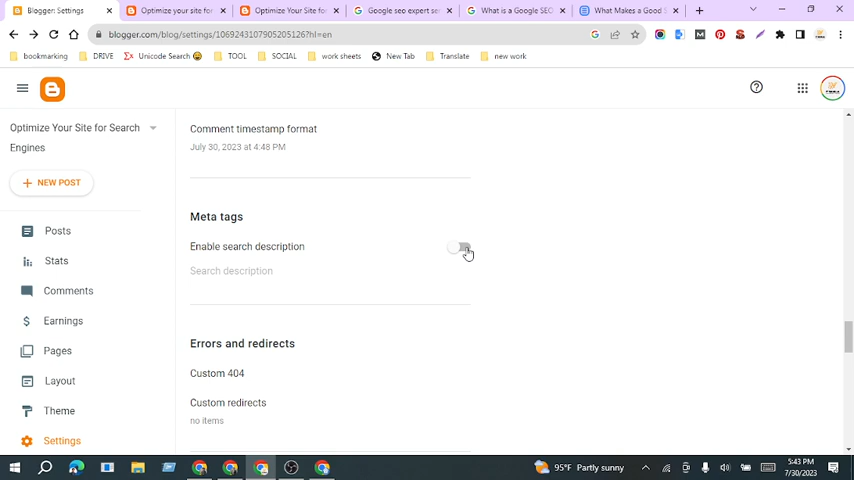 Blogger: Settings
Optimize your site for
Optimize Your Site for S
Google seo expert se
What is a Google SEO
What Makes a Good S
blogger.com/blog/settings/1069243107905205126?hl=en
bookmarking
DRIVE
Unicode Search
TOOL
SOCIAL
work sheets
New Tab
Translate
new work
Optimize Your Site for Search
Engines
NEW POST
Posts
Stats
Comments
Earnings
Pages
Layout
Theme
Settings
Comment timestamp format
July 30, 2023 at 4:48 PM
Meta tags
Enable search description
Search description
Errors and redirects
Custom 404
Custom redirects
no items
95°F Partly sunny
5:43 PM
7/30/2023